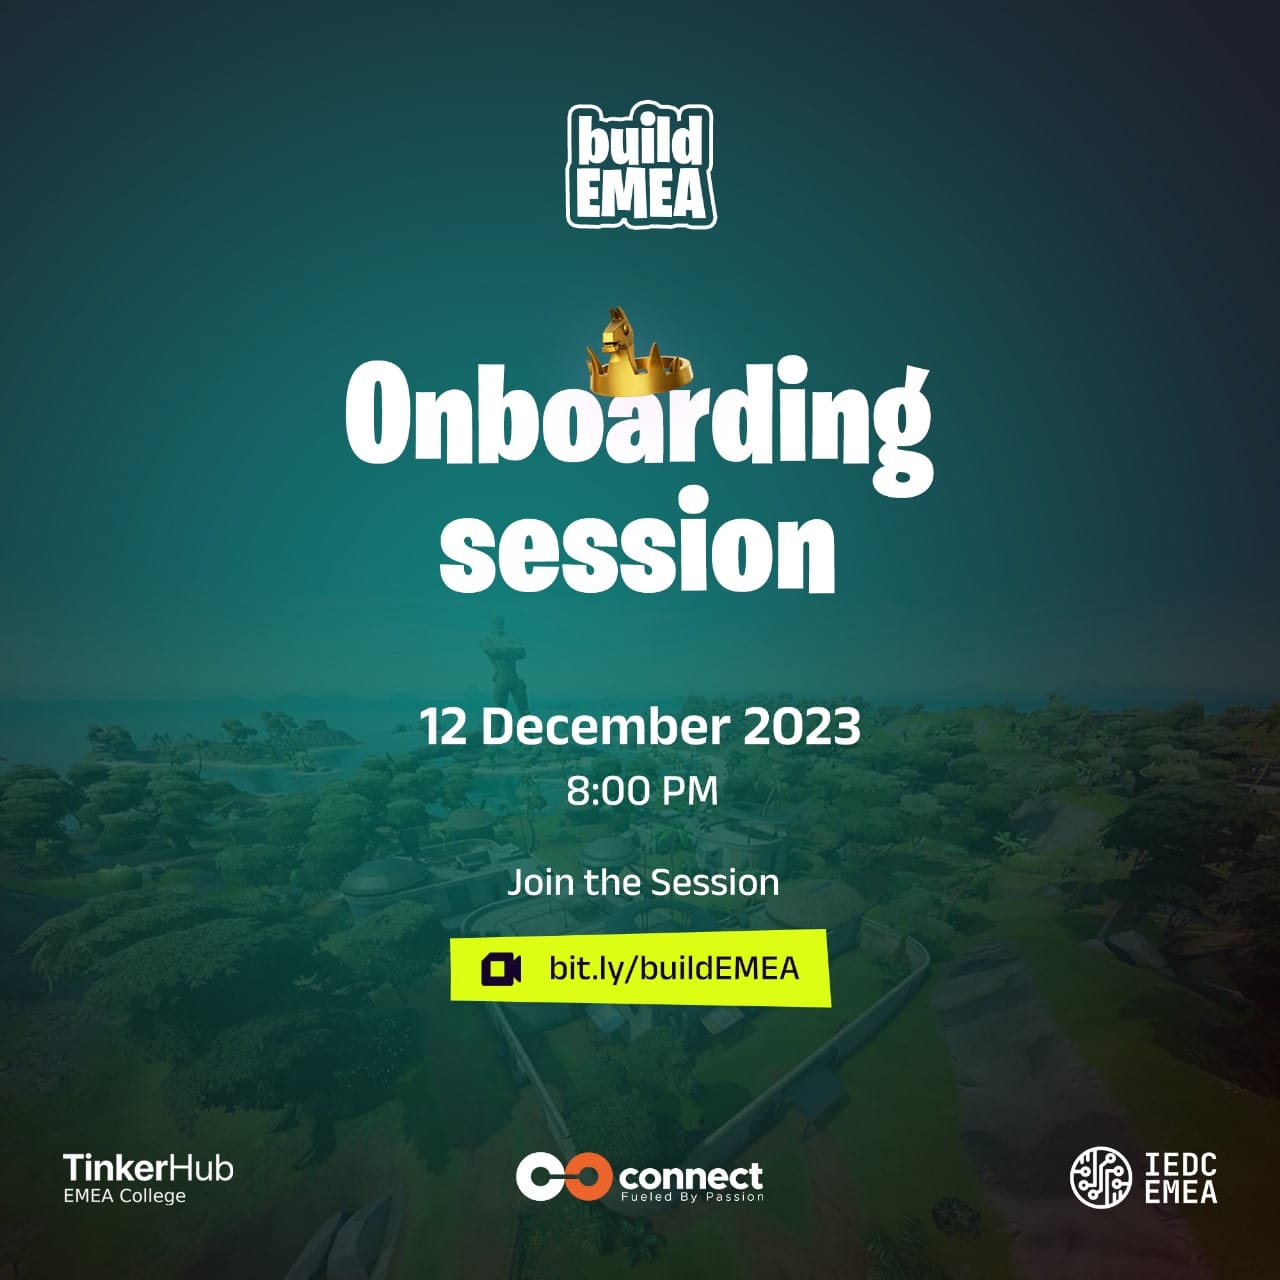 build
EMEA
Onboarding
session
12 December 2023
8:00 PM
Join the Session
bit.ly/buildEMEA
TinkerHub
EMEA College
connect
Fueled By Passion
IEDC
EMEA